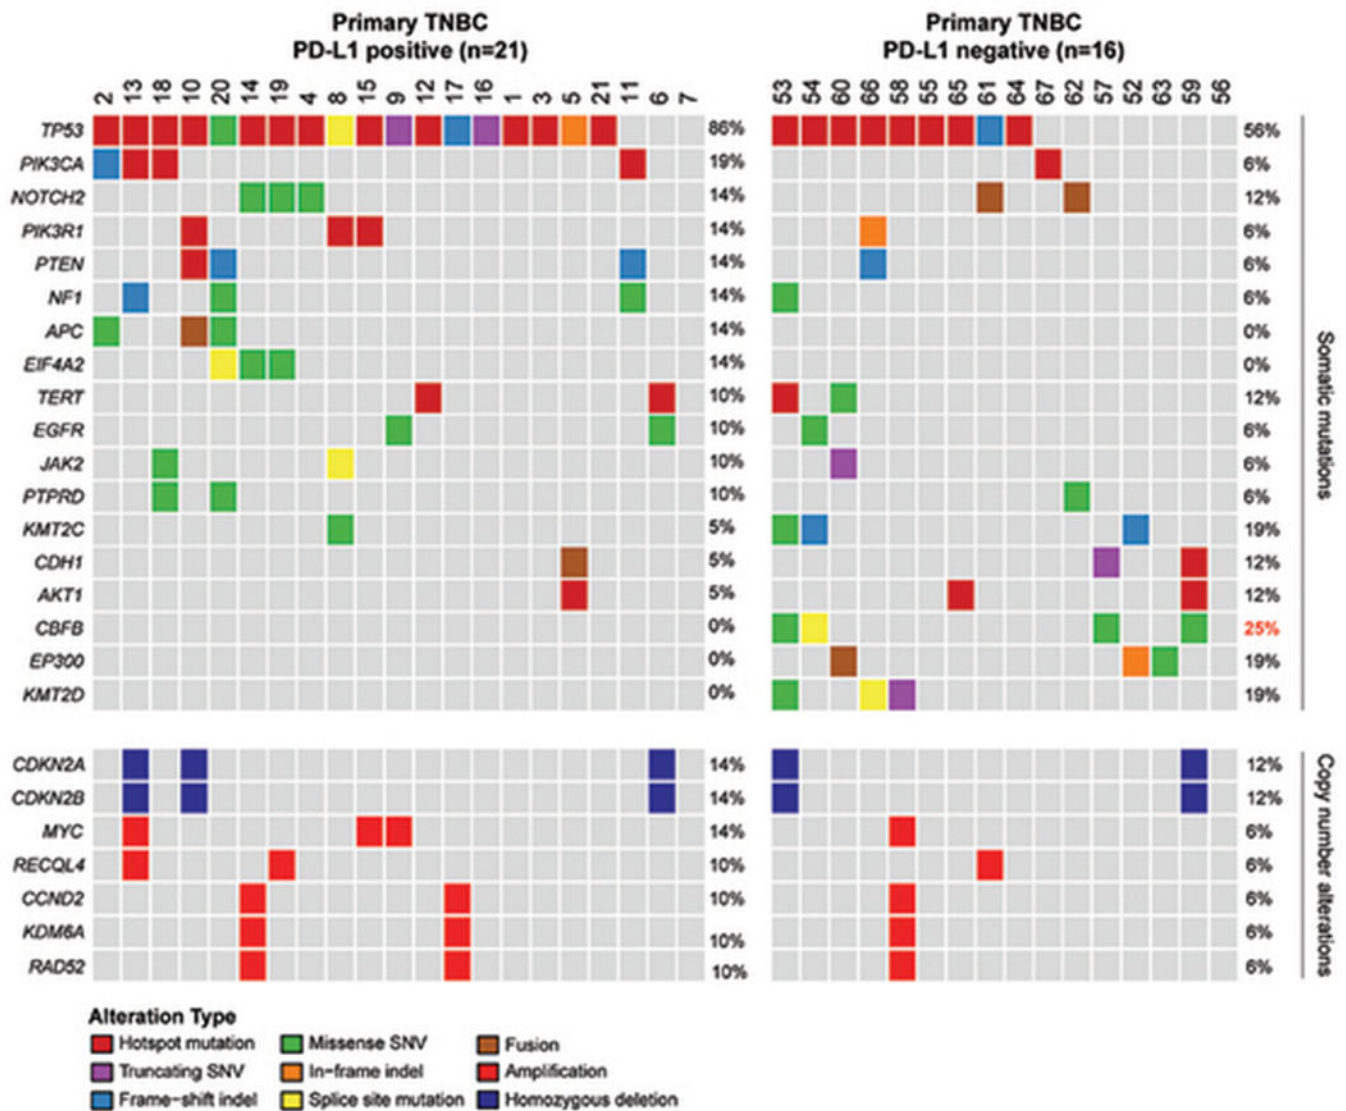 Primary TNBC
PD-L1 positive (n=21)
Primary TNBC
PD-L1 negative (n=16)
2 13 18 10 20 14 19 4 8 15 9 12 17 16 1 3 5 21 11 6 7
53 54 60 66 58 55 65 61 64 67 62 57 52 63 59 56
TP53 86% 56%
PIK3CA 19% 6%
NOTCH2 14% 12%
PIK3R1 14% 6%
PTEN 14% 6%
NF1 14% 6%
APC 14% 0%
EIF4A2 14% 0%
TERT 10% 12%
EGFR 10% 6%
JAK2 10% 6%
PTPRD 10% 6%
KMT2C 5% 19%
CDH1 5% 12%
AKT1 5% 12%
CBFB 0% 25%
EP300 0% 19%
KMT2D 0% 19%
Somatic mutations
CDKN2A 14% 12%
CDKN2B 14% 12%
MYC 14% 6%
RECQL4 10% 6%
CCND2 10% 6%
KDM6A 10% 6%
RAD52 10% 6%
Copy number alterations
Alteration Type
Hotspot mutation Missense SNV Fusion
Truncating SNV In-frame indel Amplification
Frame-shift indel Splice site mutation Homozygous deletion